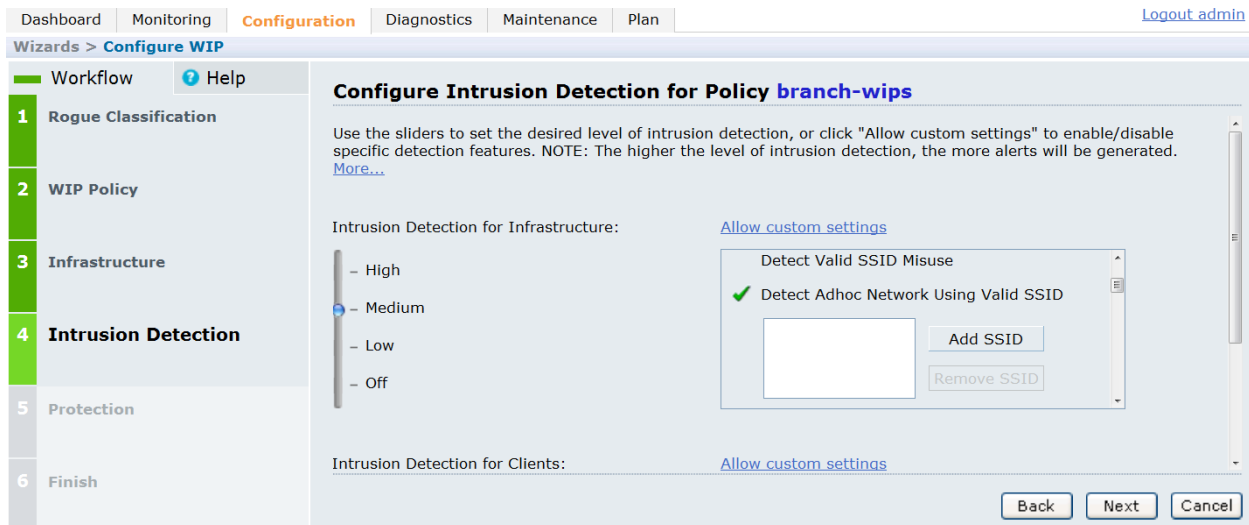 Dashboard Monitoring Configuration Diagnostics Maintenance Plan Logout admin
Wizards > Configure WIP
Workflow ? Help
1 Rogue Classification
2 WIP Policy
3 Infrastructure
4 Intrusion Detection
5 Protection
6 Finish
Configure Intrusion Detection for Policy branch-wips
Use the sliders to set the desired level of intrusion detection, or click "Allow custom settings" to enable/disable
specific detection features. NOTE: The higher the level of intrusion detection, the more alerts will be generated.
More...
Intrusion Detection for Infrastructure: Allow custom settings
– High
– Medium
– Low
– Off
Detect Valid SSID Misuse
Detect Adhoc Network Using Valid SSID
Add SSID
Remove SSID
Intrusion Detection for Clients: Allow custom settings
Back Next Cancel